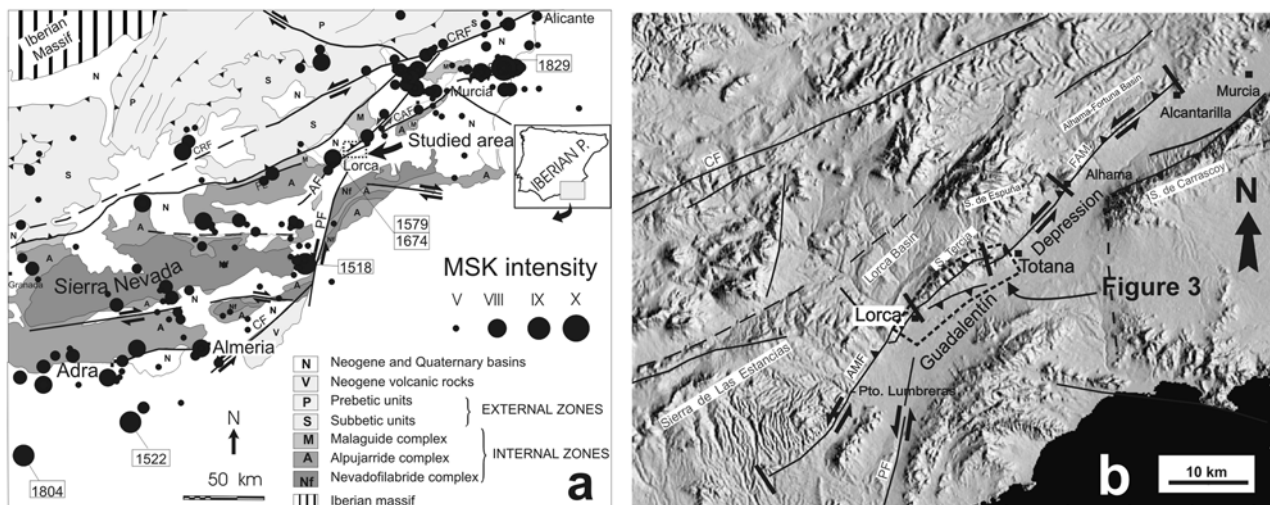 Iberian
Massif
P
S
N
CRF
Alicante
N
1829
P
N
S
Murcia
M
CAF
A
M
A
Studied area
S
N
Lorca
CRF
S
N
A
Nf
A
AF
PF
A
IBERIAN P.
1579
1674
1518
N
A
N
A
A
Nf
Sierra Nevada
Granada
A
N
A
Nf
N
CF
V
A
Almeria
Adra
1522
1804
N
50 km
MSK intensity
V VIII IX X
N Neogene and Quaternary basins
V Neogene volcanic rocks
P Prebetic units
S Subbetic units
EXTERNAL ZONES
M Malaguide complex
A Alpujarride complex
Nf Nevadofilabride complex
INTERNAL ZONES
Iberian massif
a
CF
Alhama-Fortuna Basin
Murcia
Alcantarilla
FAM
Alhama
S. de Carrascoy
S. de Espuña
N
Lorca Basin
S. Tercia
Depression
Totana
Figure 3
Lorca
Guadalentín
AMF
Pto. Lumbreras
Sierra de Las Estancias
PF
b
10 km